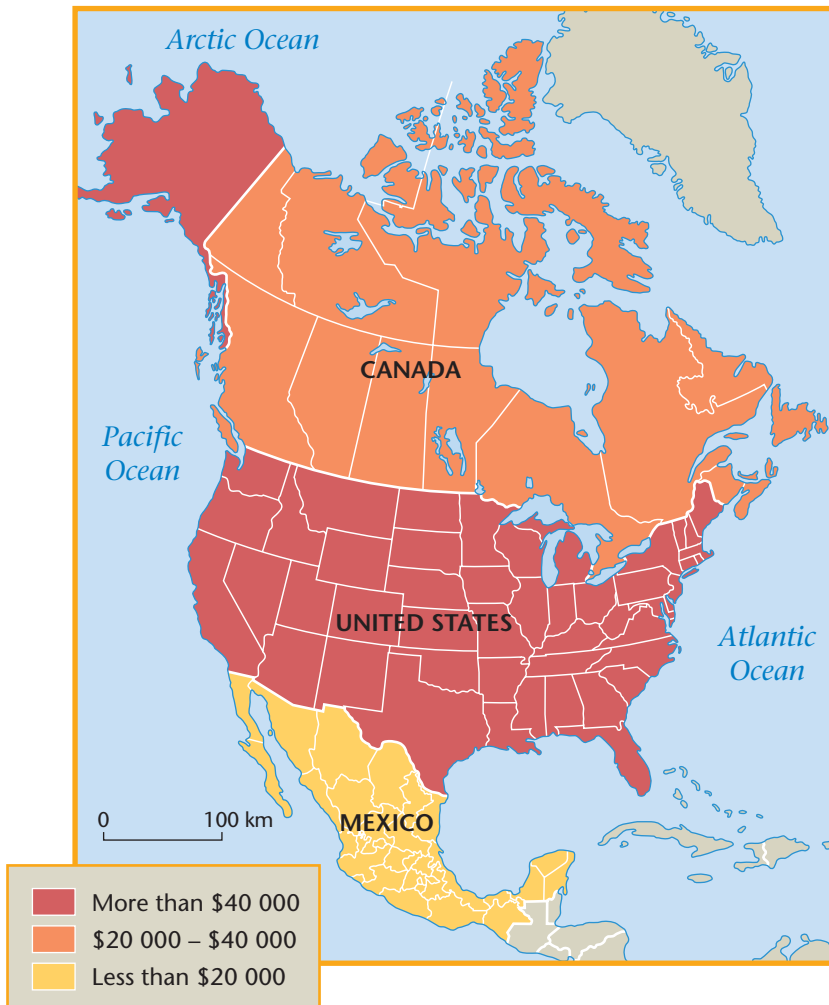 Arctic Ocean
CANADA
Pacific
Ocean
UNITED STATES
Atlantic
Ocean
0 100 km
MEXICO
More than $40 000
$20 000 – $40 000
Less than $20 000